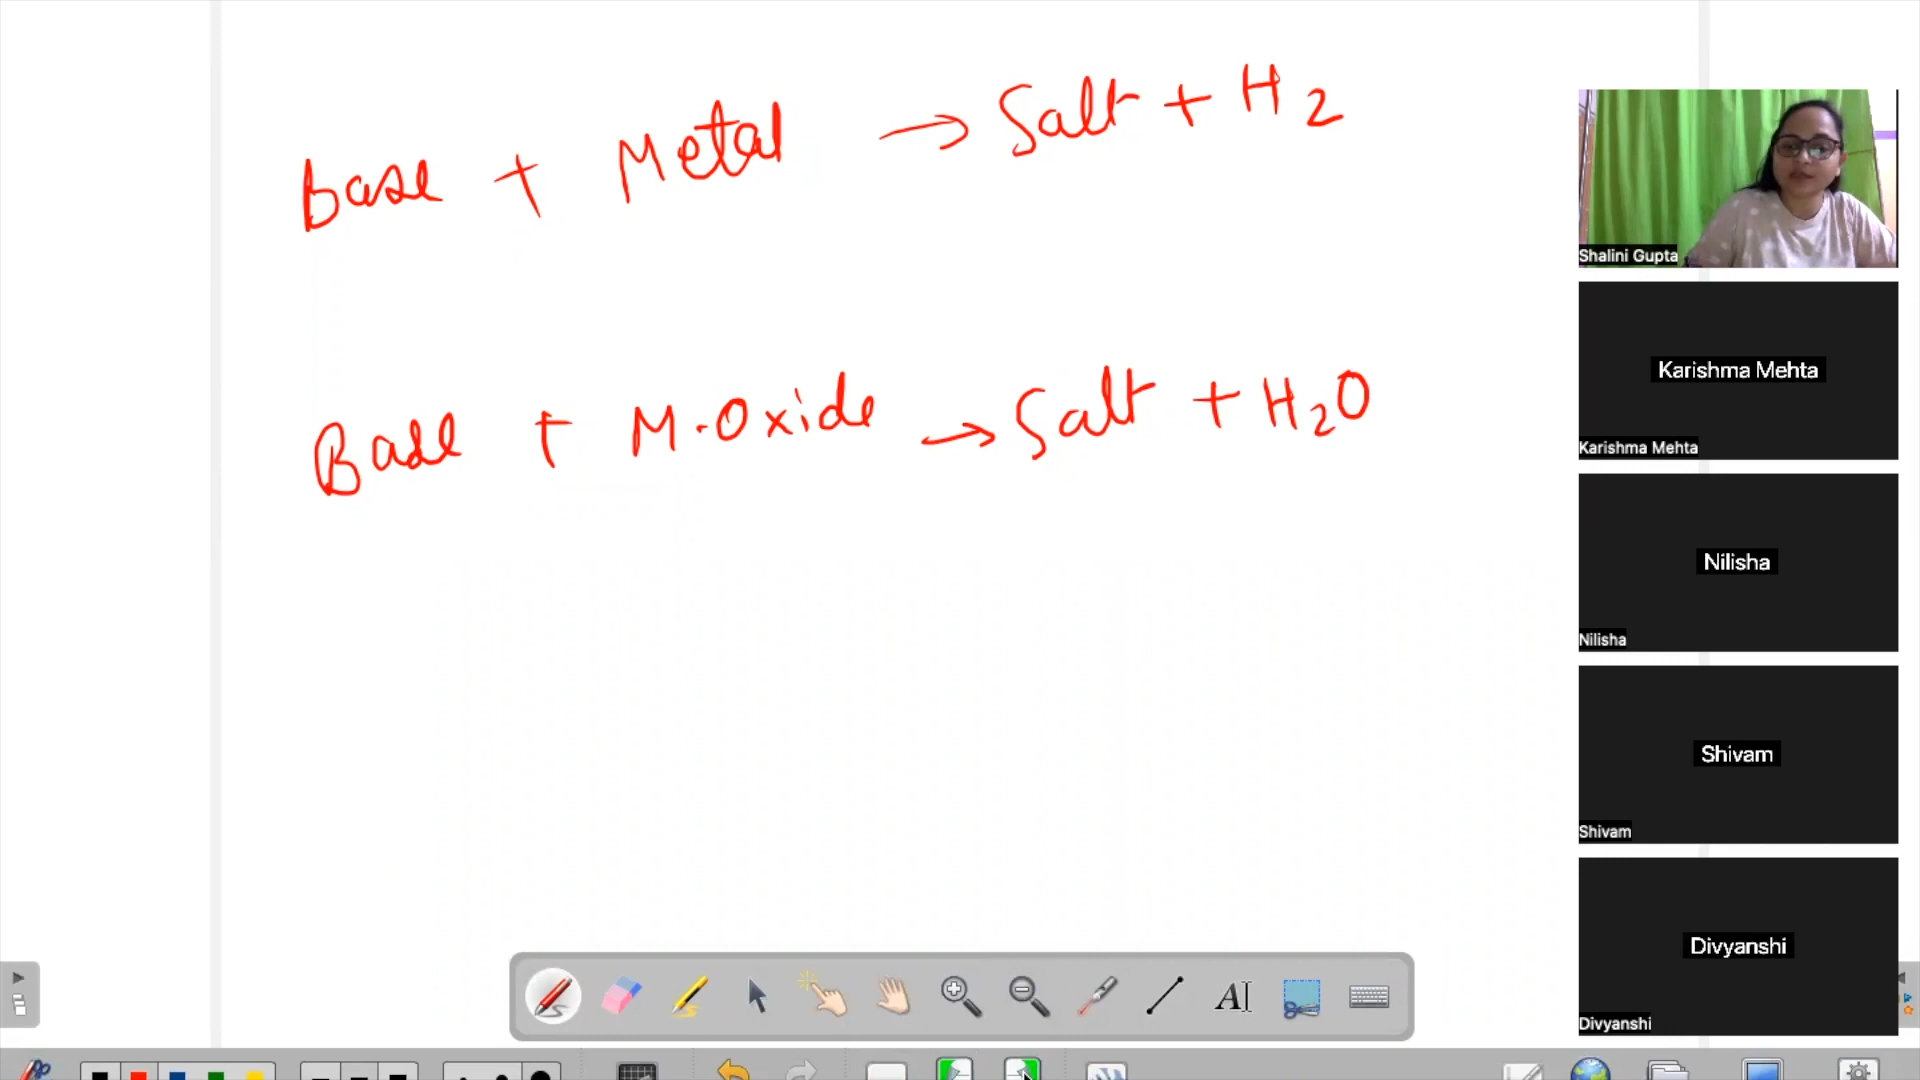 Base + Metal → Salt + H2
Base + M.Oxide → Salt + H2O
Shalini Gupta
Karishma Mehta
Karishma Mehta
Nilisha
Nilisha
Shivam
Shivam
Divyanshi
Divyanshi
AI